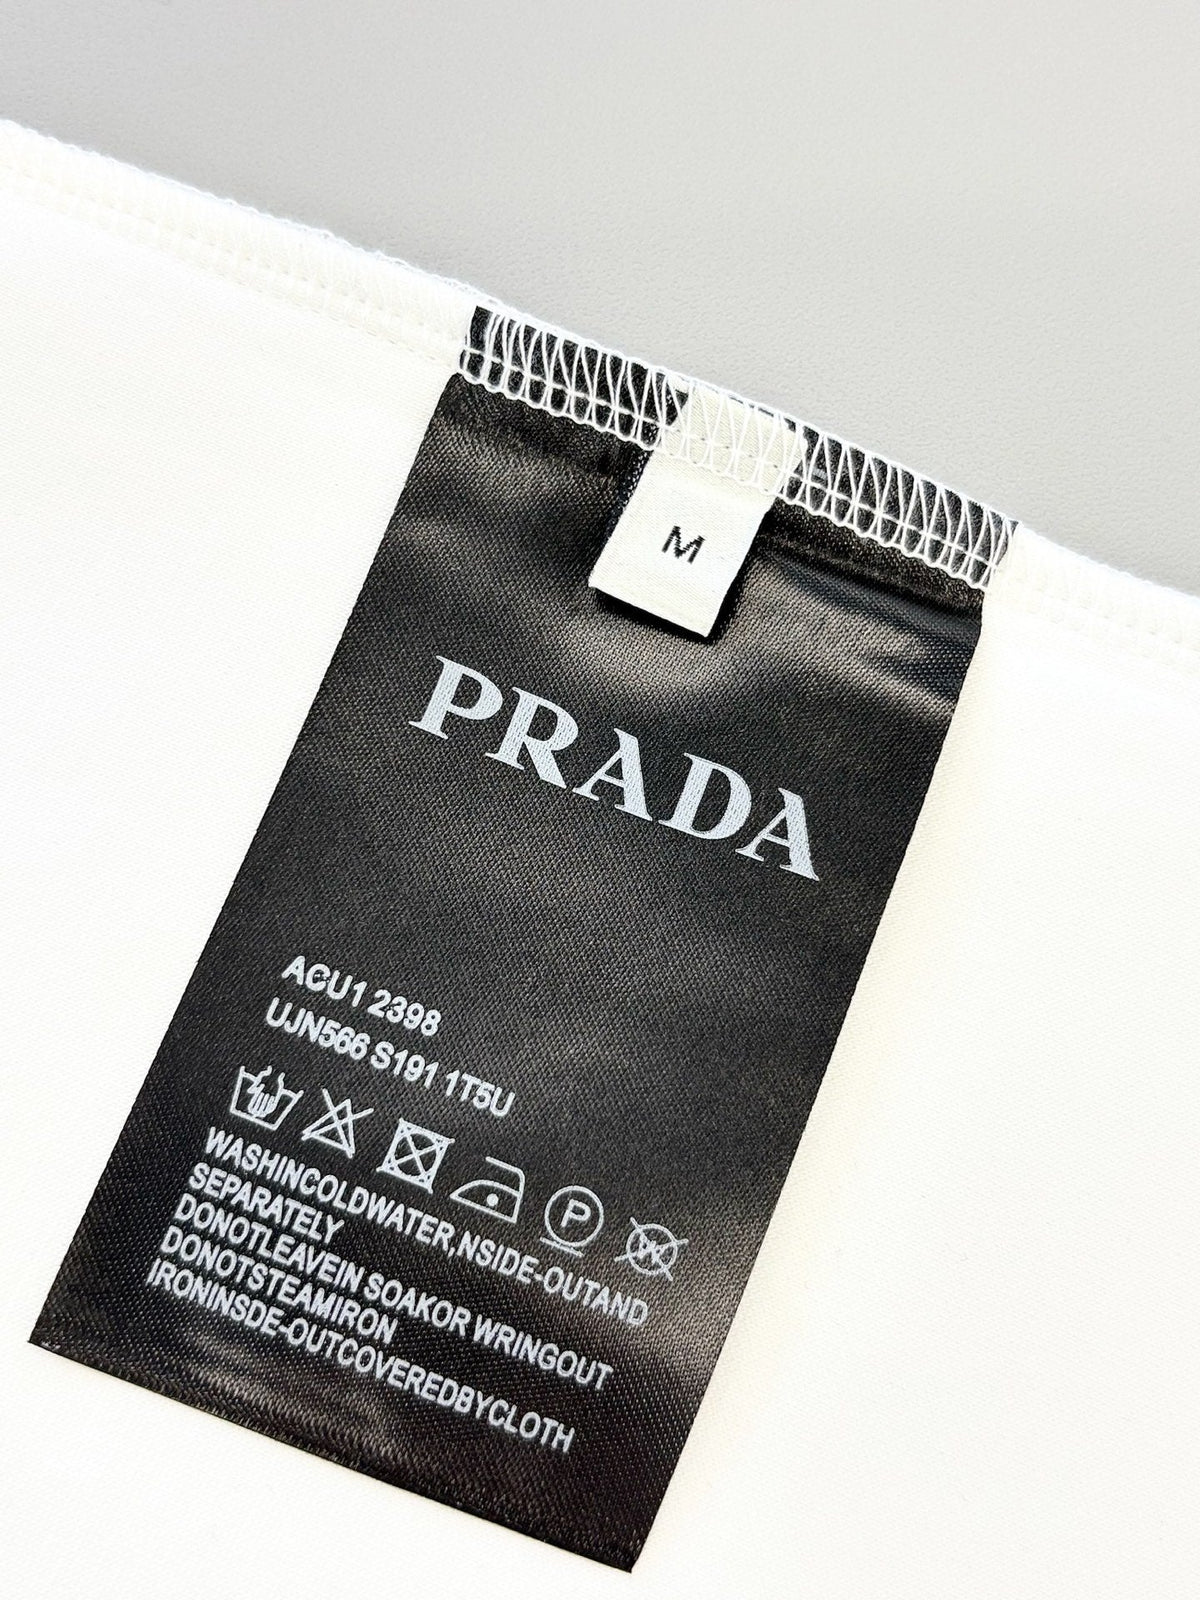 M
PRADA
ACU1 2398
UJN566 S191 1T5U
P
W
WASHINCOLDWATER,NSIDE-OUTAND
SEPARATELY
DONOTLEAVEIN SOAKOR WRINGOUT
DONOTSTEAMIRON
IRONINSDE-OUTCOVEREDBYCLOTH